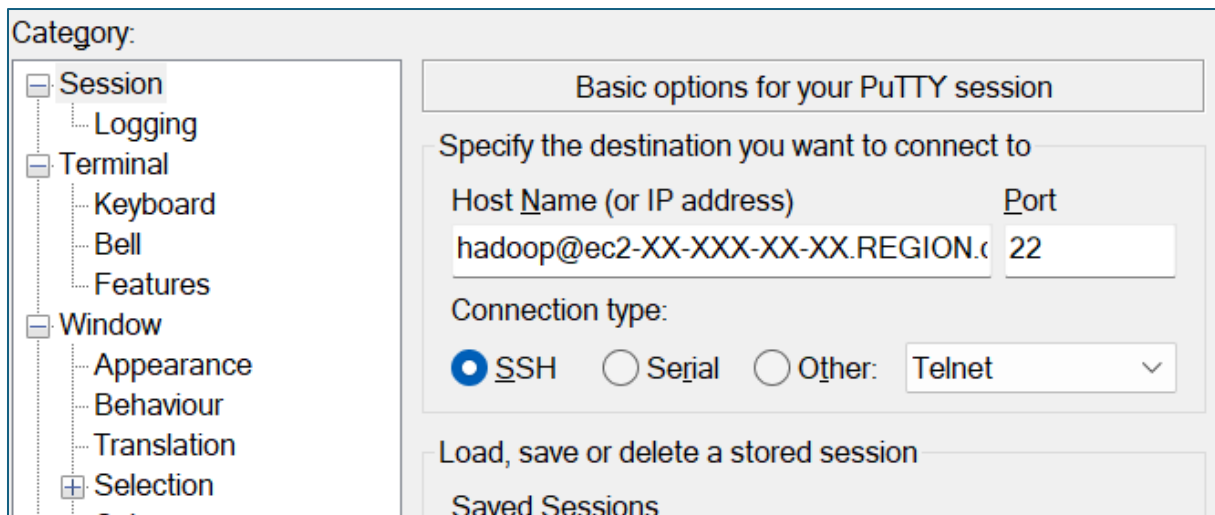 Category:
Session
Logging
Terminal
Keyboard
Bell
Features
Window
Appearance
Behaviour
Translation
Selection
Basic options for your PuTTY session
Specify the destination you want to connect to
Host Name (or IP address) Port
hadoop@ec2-XX-XXX-XX-XX.REGION. 22
Connection type:
SSH Serial Other: Telnet
Load, save or delete a stored session
Saved Sessions